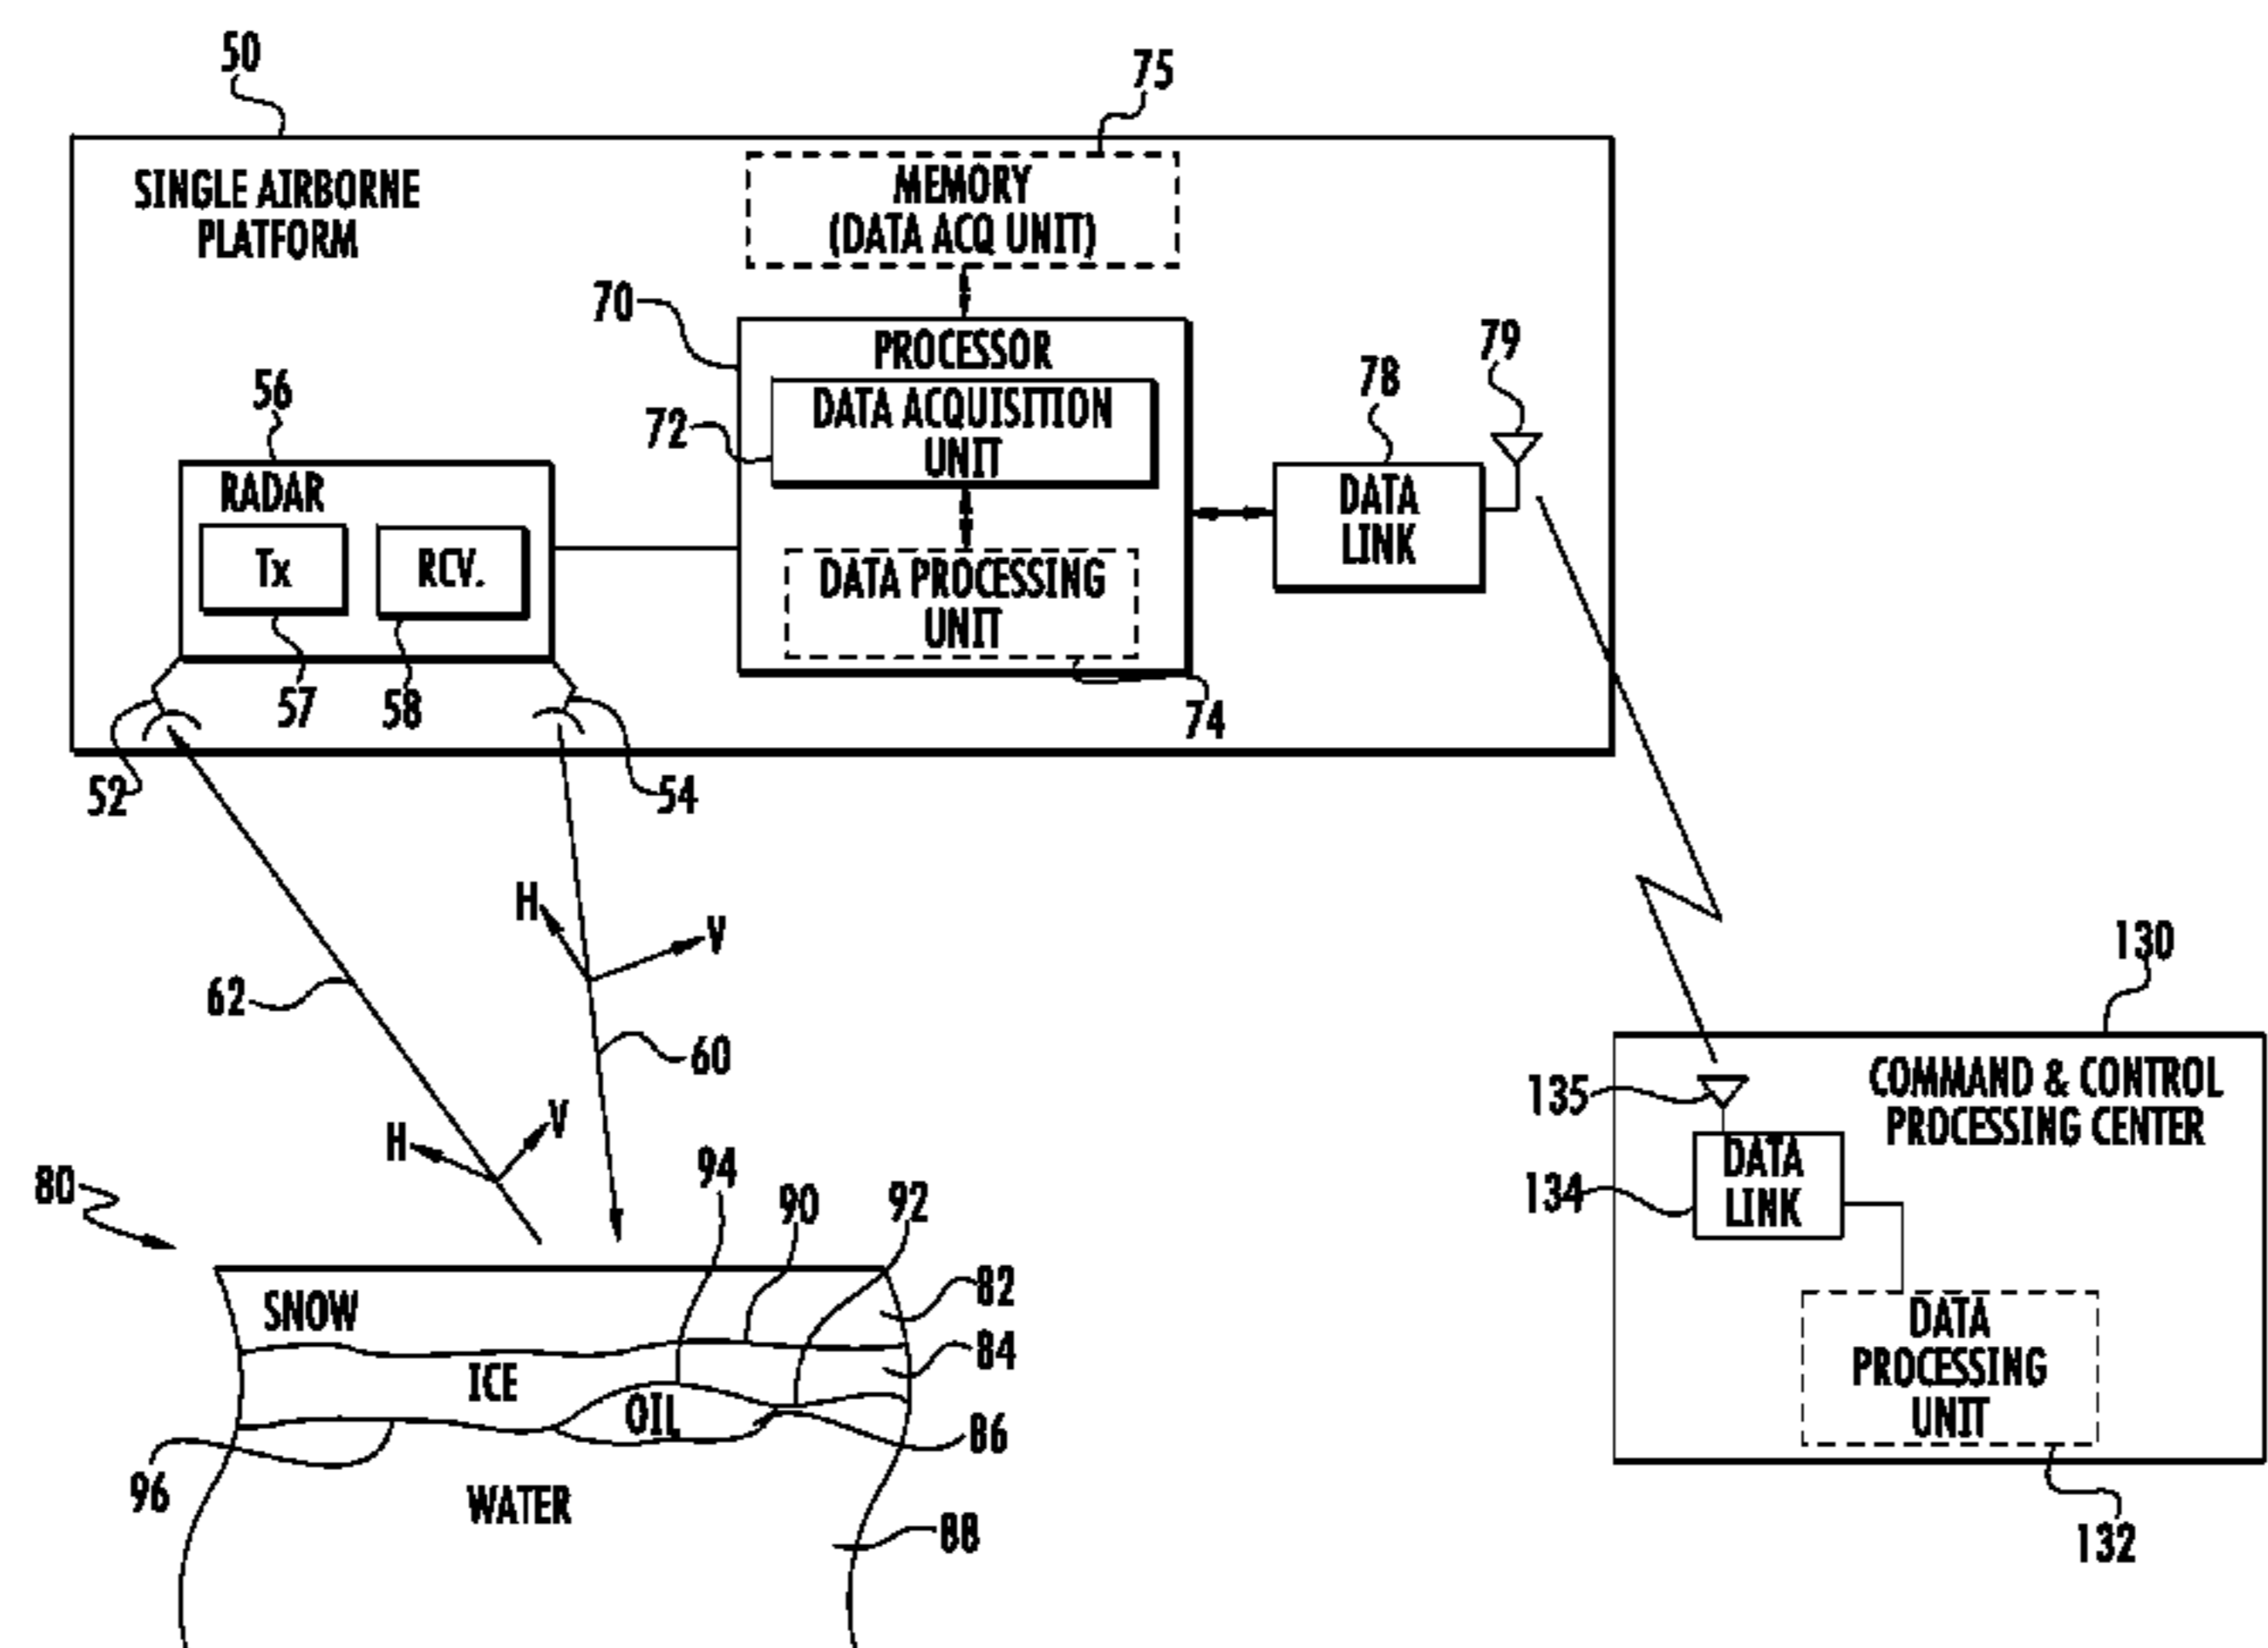 50
75
SINGLE AIRBORNE
PLATFORM
MEMORY
(DATA ACQ UNIT)
70
PROCESSOR
79
78
56
72
DATA ACQUISITION
UNIT
RADAR
DATA
LINK
Tx
RCV.
DATA PROCESSING
UNIT
57
58
74
52
54
H
V
62
60
130
H
V
135
COMMAND & CONTROL
PROCESSING CENTER
80
94
90
92
134
DATA
LINK
82
SNOW
84
ICE
OIL
86
DATA
PROCESSING
UNIT
96
WATER
88
132